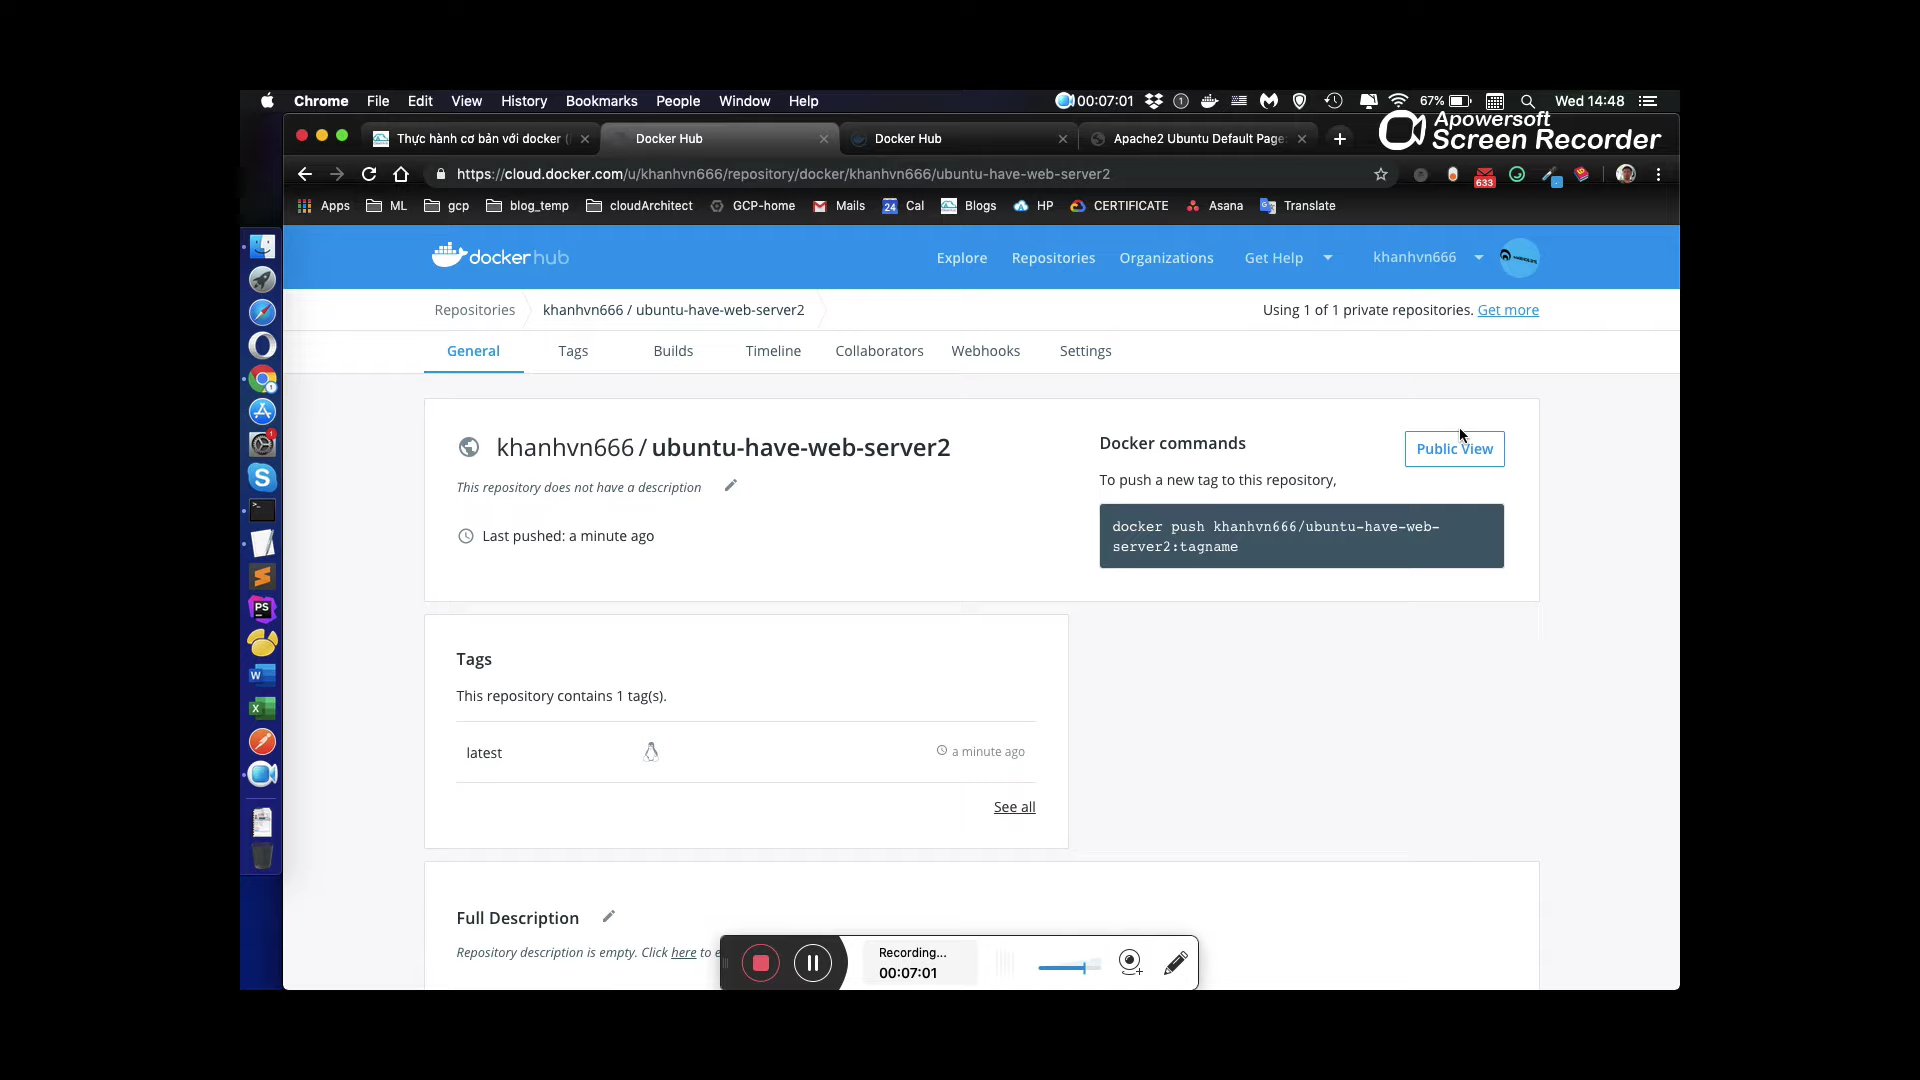 Chrome File Edit View History Bookmarks People Window Help 00:07:01 1 67% Wed 14:48
Apowersoft
Screen Recorder
Thực hành cơ bản với docker ( Docker Hub Docker Hub Apache2 Ubuntu Default Page
https://cloud.docker.com/u/khanhvn666/repository/docker/khanhvn666/ubuntu-have-web-server2
633
Apps ML gcp blog_temp cloudArchitect GCP-home Mails 24 Cal Blogs HP CERTIFICATE Asana Translate
docker hub Explore Repositories Organizations Get Help khanhvn666
Repositories khanhvn666 / ubuntu-have-web-server2 Using 1 of 1 private repositories. Get more
General Tags Builds Timeline Collaborators Webhooks Settings
khanhvn666 / ubuntu-have-web-server2
This repository does not have a description
Last pushed: a minute ago
Docker commands
Public View
To push a new tag to this repository,
docker push khanhvn666/ubuntu-have-web-
server2:tagname
Tags
This repository contains 1 tag(s).
latest a minute ago
See all
Full Description
Repository description is empty. Click here to e
Recording...
00:07:01